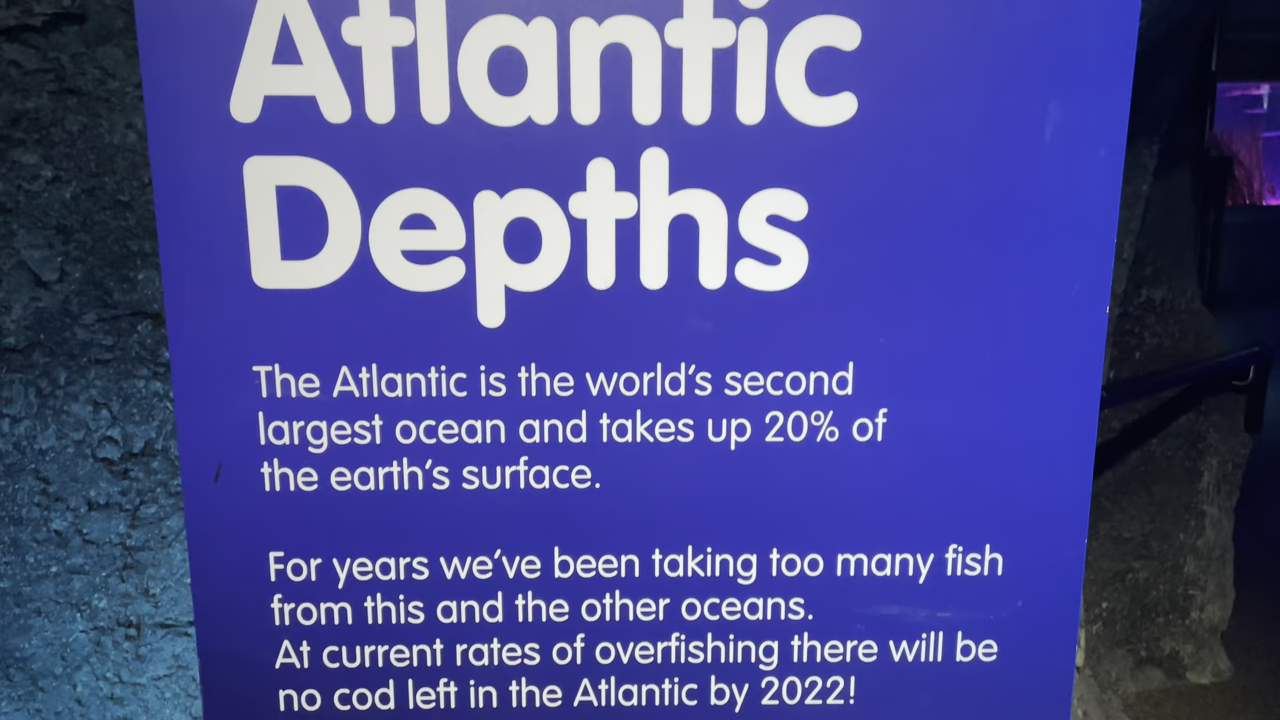 Atlantic
Depths
The Atlantic is the world's second
largest ocean and takes up 20% of
the earth's surface.
For years we've been taking too many fish
from this and the other oceans.
At current rates of overfishing there will be
no cod left in the Atlantic by 2022!